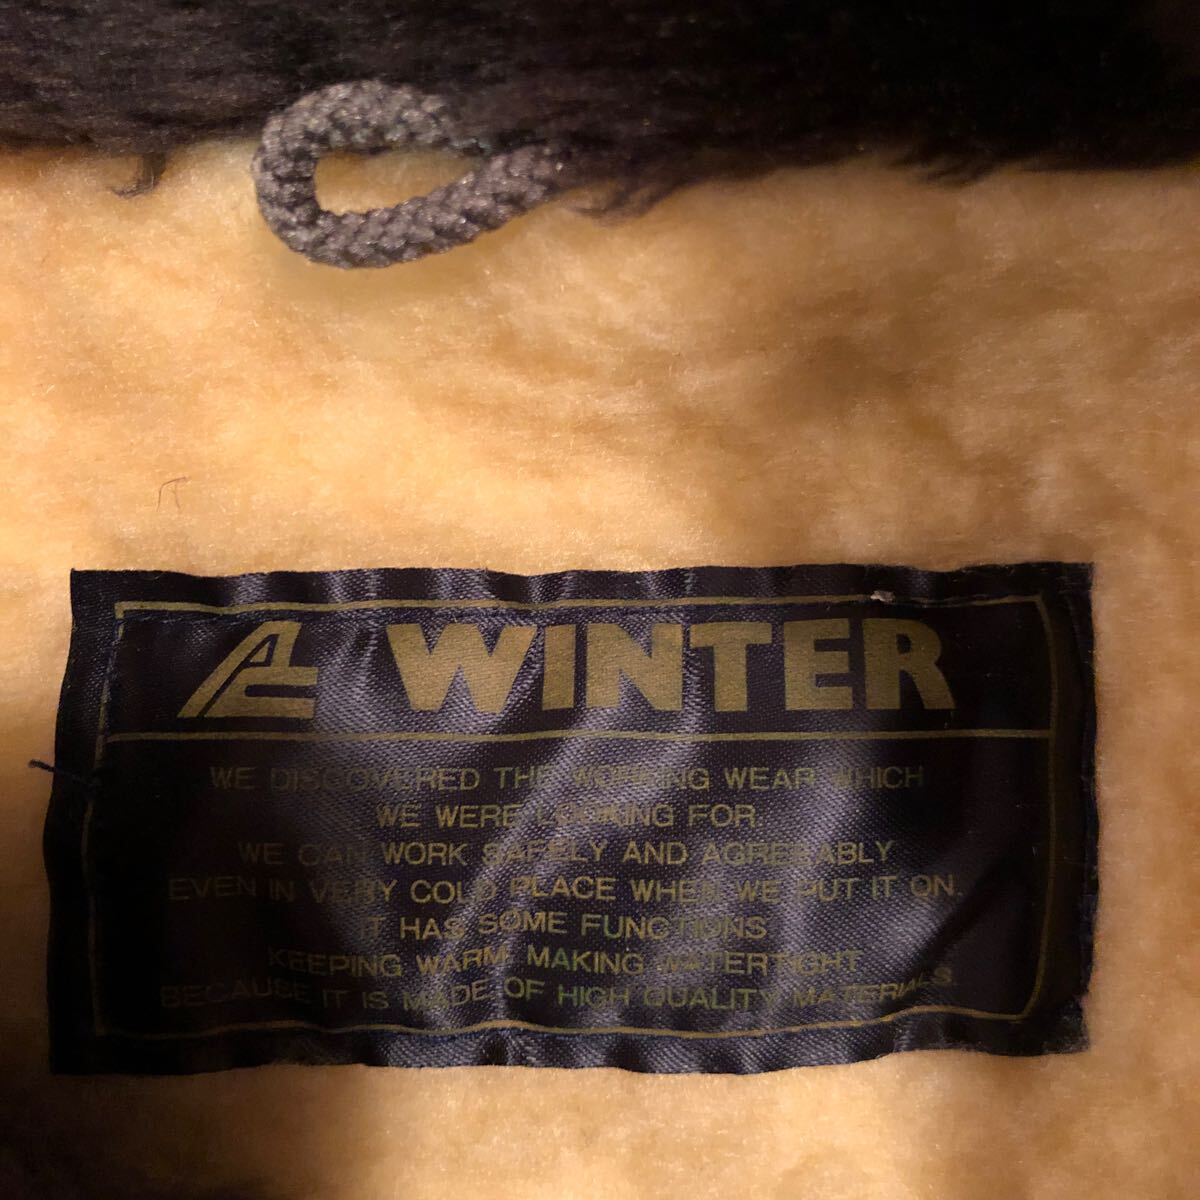 WINTER
WE DISCOVERED THE WORKING WEAR WHICH
WE WERE LOOKING FOR.
WE CAN WORK SAFELY AND AGREEABLY
EVEN IN VERY COLD PLACE WHEN WE PUT IT ON.
IT HAS SOME FUNCTIONS
KEEPING WARM MAKING WATERTIGHT
BECAUSE IT IS MADE OF HIGH QUALITY MATERIALS.